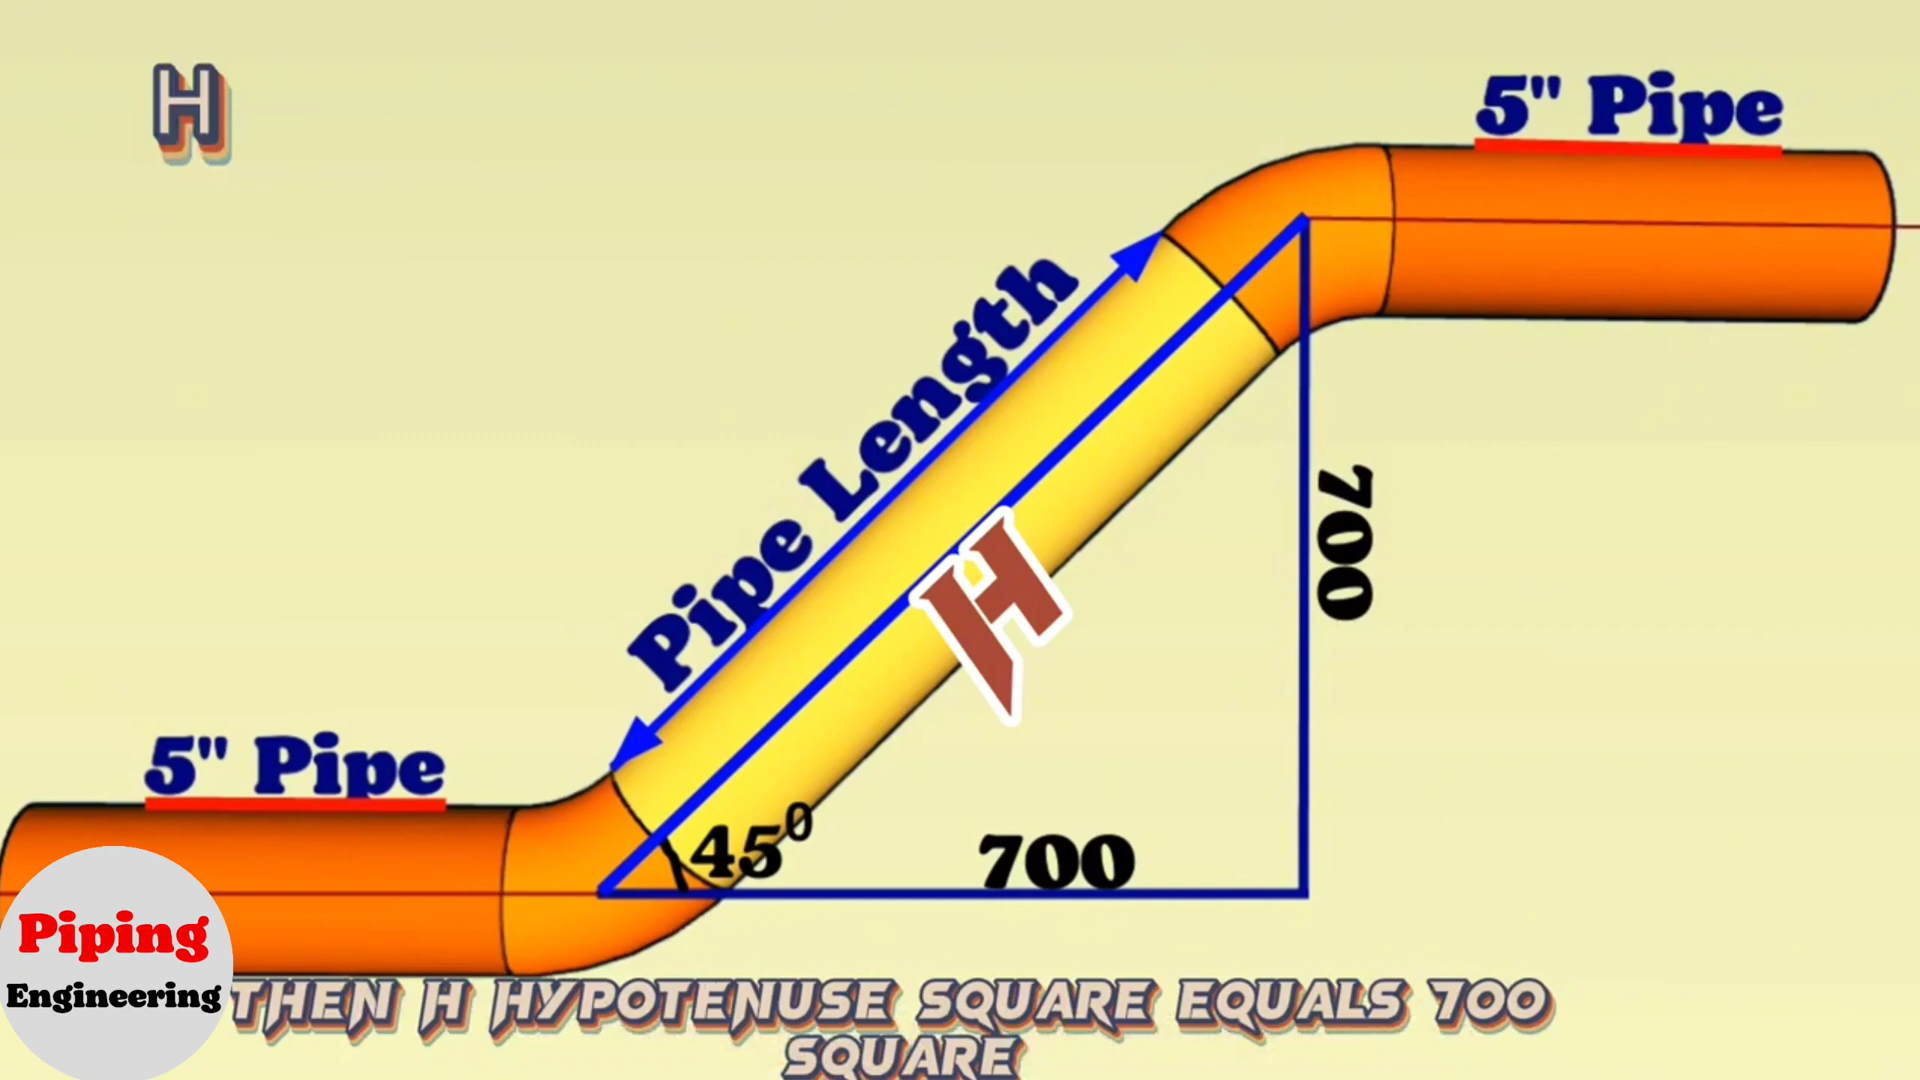 H
5" Pipe
Pipe Length
H
700
5" Pipe
45⁰
700
Piping
Engineering
THEN H HYPOTENUSE SQUARE EQUALS 700
SQUARE